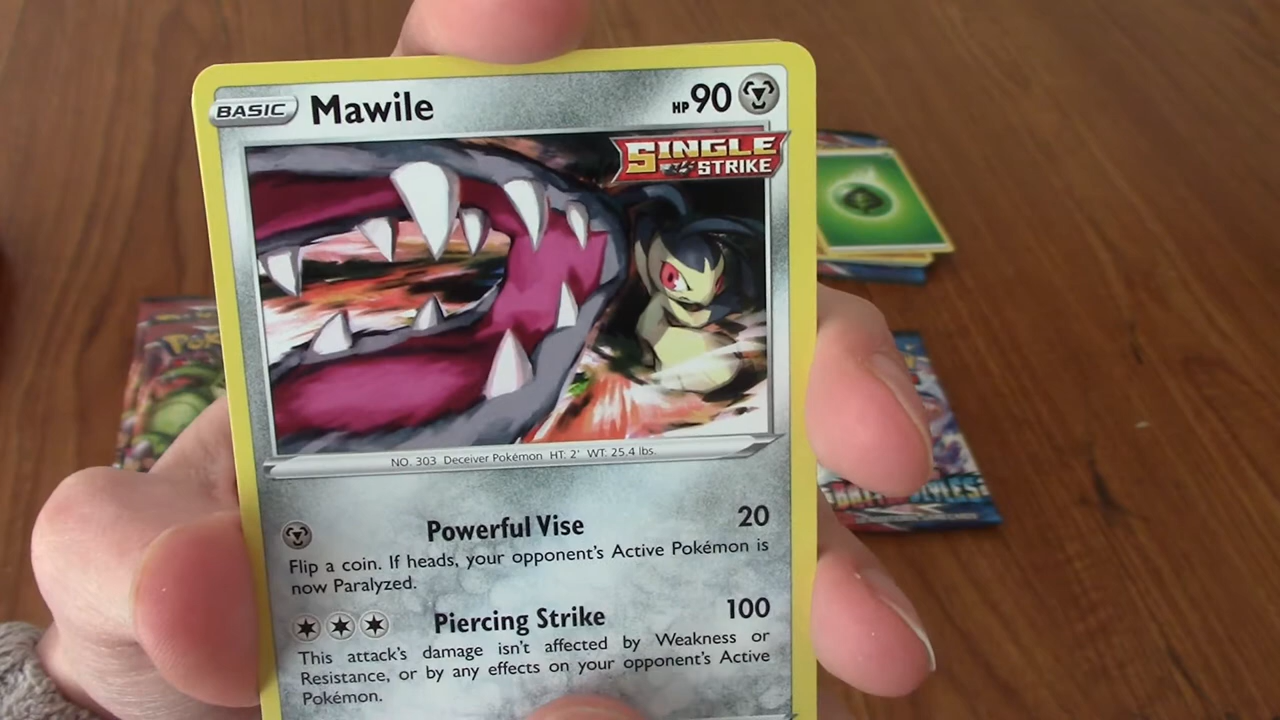 BASIC Mawile HP 90
SINGLE
STRIKE
NO. 303 Deceiver Pokémon HT: 2' WT: 25.4 lbs.
Powerful Vise 20
Flip a coin. If heads, your opponent's Active Pokémon is
now Paralyzed.
Piercing Strike 100
This attack's damage isn't affected by Weakness or
Resistance, or by any effects on your opponent's Active
Pokémon.